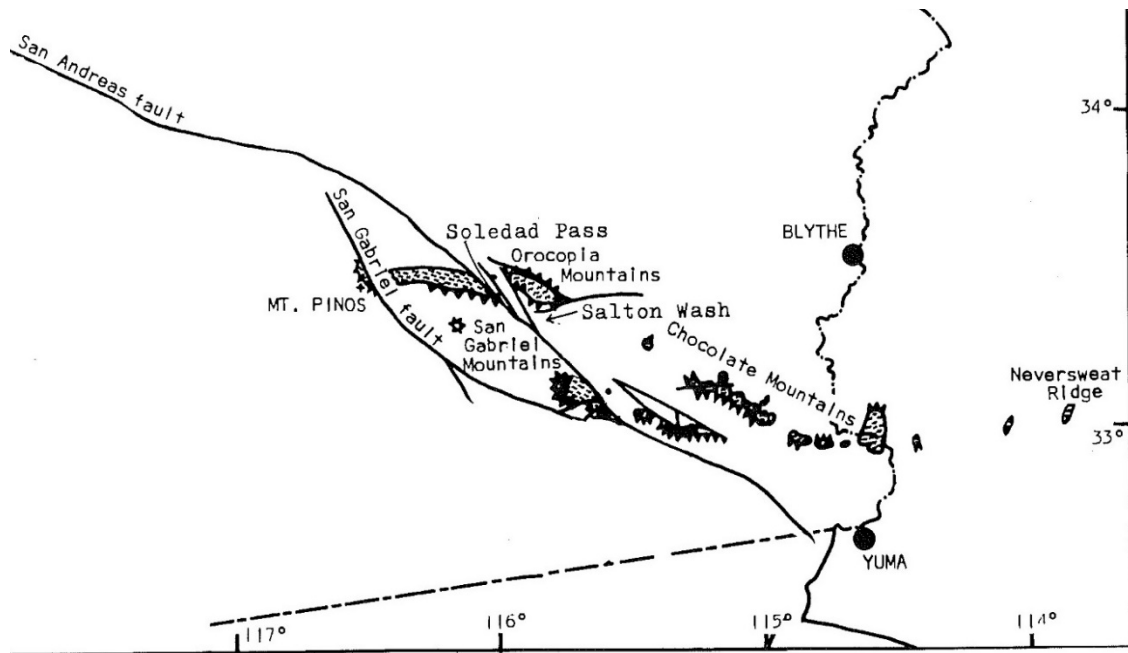 San Andreas fault
34°
San Gabriel fault
Soledad Pass
Orocopia
Mountains
BLYTHE
MT. PINOS
Salton Wash
San
Gabriel
Mountains
Chocolate Mountains
Neversweat
Ridge
33°
YUMA
117°
116°
115°
114°